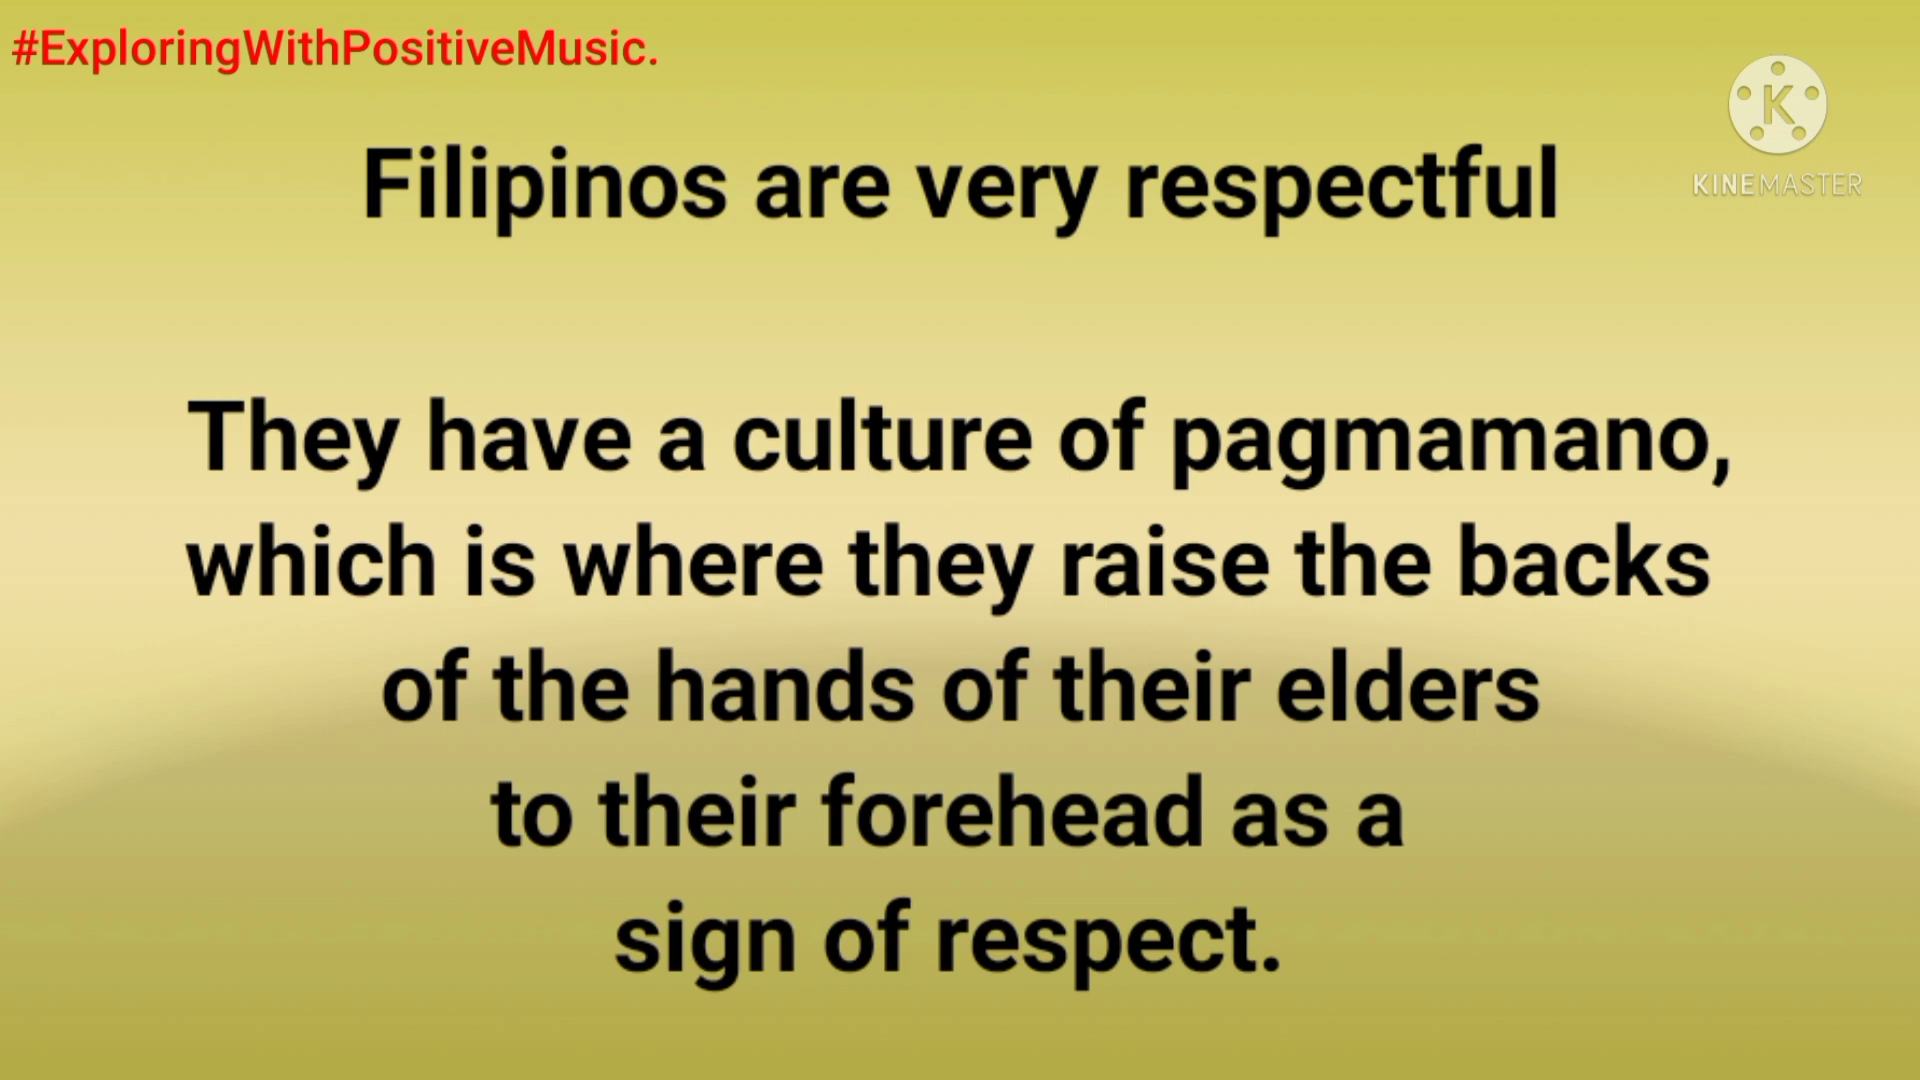 #ExploringWithPositiveMusic.
K
KINEMASTER
Filipinos are very respectful
They have a culture of pagmamano,
which is where they raise the backs
of the hands of their elders
to their forehead as a
sign of respect.